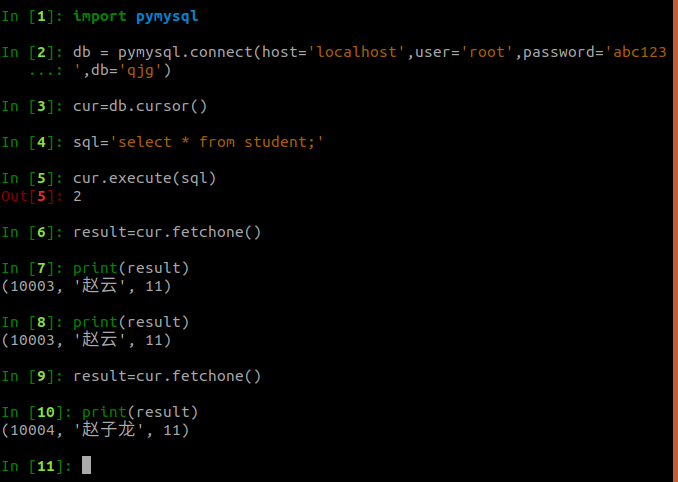 In [1]: import pymysql
In [2]: db = pymysql.connect(host='localhost',user='root',password='abc123
   ...: ',db='qjg')
In [3]: cur=db.cursor()
In [4]: sql='select * from student;'
In [5]: cur.execute(sql)
Out[5]: 2
In [6]: result=cur.fetchone()
In [7]: print(result)
(10003, '赵云', 11)
In [8]: print(result)
(10003, '赵云', 11)
In [9]: result=cur.fetchone()
In [10]: print(result)
(10004, '赵子龙', 11)
In [11]: